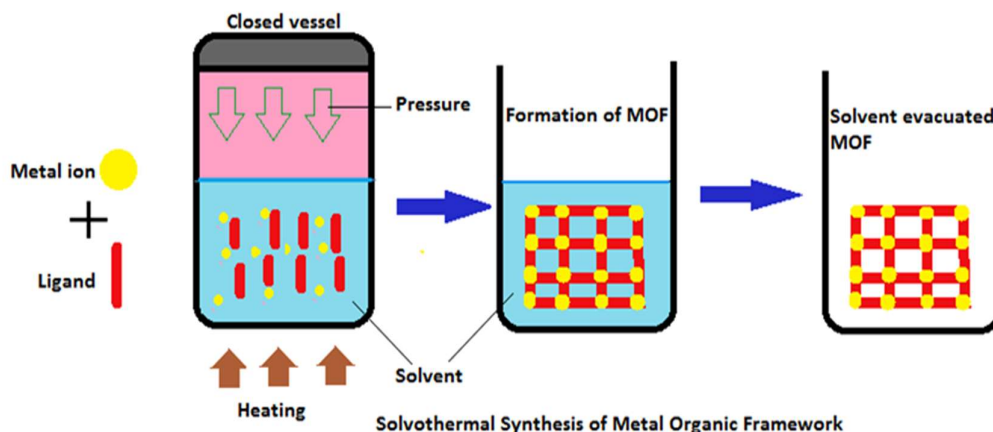 Closed vessel
Pressure
Metal ion
Ligand
Heating
Solvent
Formation of MOF
Solvent evacuated
MOF
Solvothermal Synthesis of Metal Organic Framework